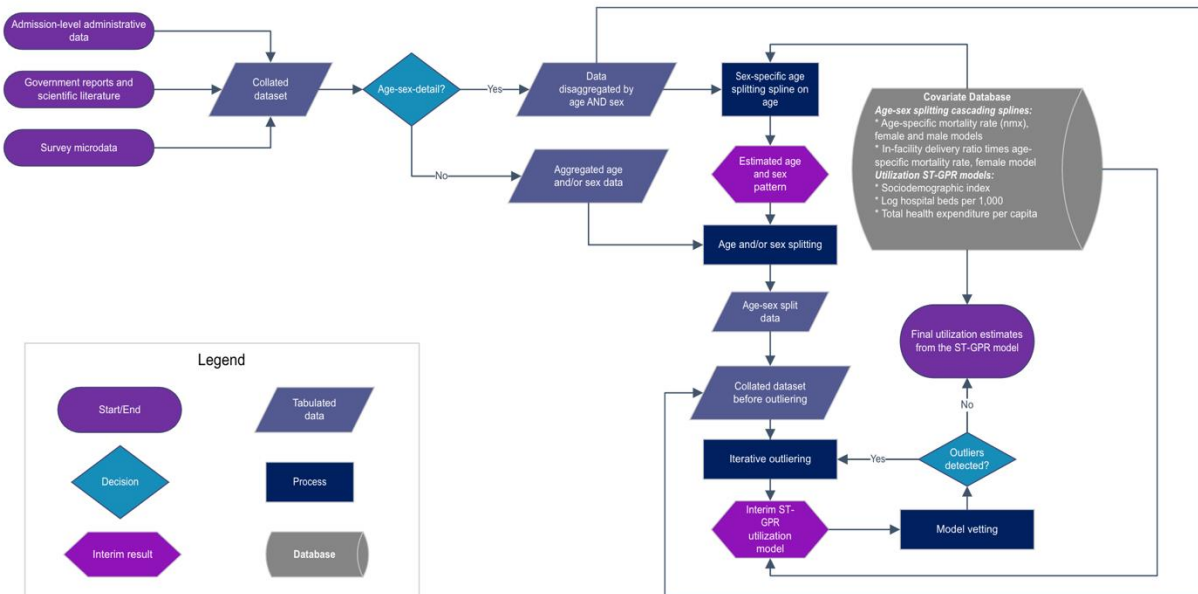 Admission-level administrative
data
Government reports and
scientific literature
Survey microdata
Collated
dataset
Age-sex-detail?
Yes
No
Data
disaggregated by
age AND sex
Aggregated age
and/or sex data
Sex-specific age
splitting spline on
age
Estimated age
and sex
pattern
Age and/or sex splitting
Age-sex split
data
Collated dataset
before outliering
Iterative outliering
Interim ST-
GPR
utilization
model
Model vetting
Outliers
detected?
Yes
No
Final utilization estimates
from the ST-GPR model
Covariate Database
Age-sex splitting cascading splines:
* Age-specific mortality rate (nmx),
female and male models
* In-facility delivery ratio times age-
specific mortality rate, female model
Utilization ST-GPR models:
* Sociodemographic index
* Log hospital beds per 1,000
* Total health expenditure per capita
Legend
Start/End
Tabulated
data
Decision
Process
Interim result
Database